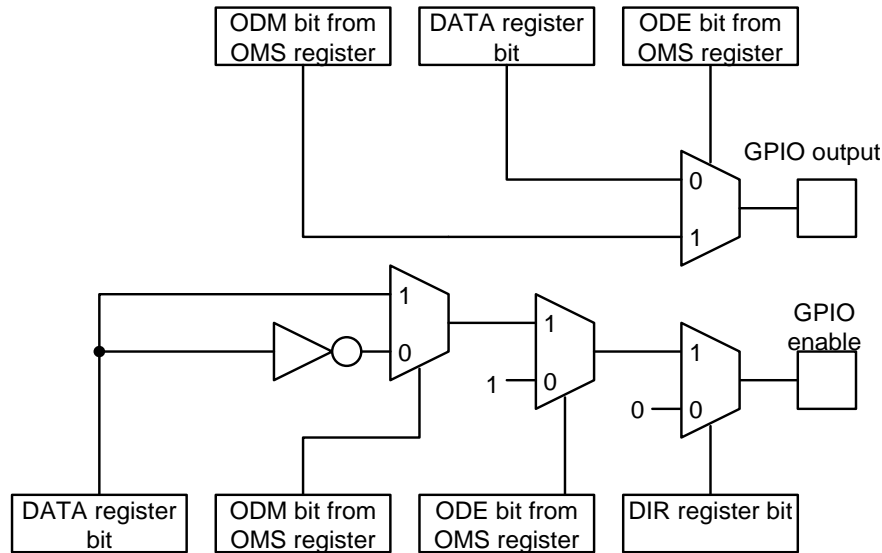 ODM bit from
OMS register
DATA register
bit
ODE bit from
OMS register
GPIO output
0
1
1
0
1
1
0
GPIO
enable
1
0
0
DATA register
bit
ODM bit from
OMS register
ODE bit from
OMS register
DIR register bit